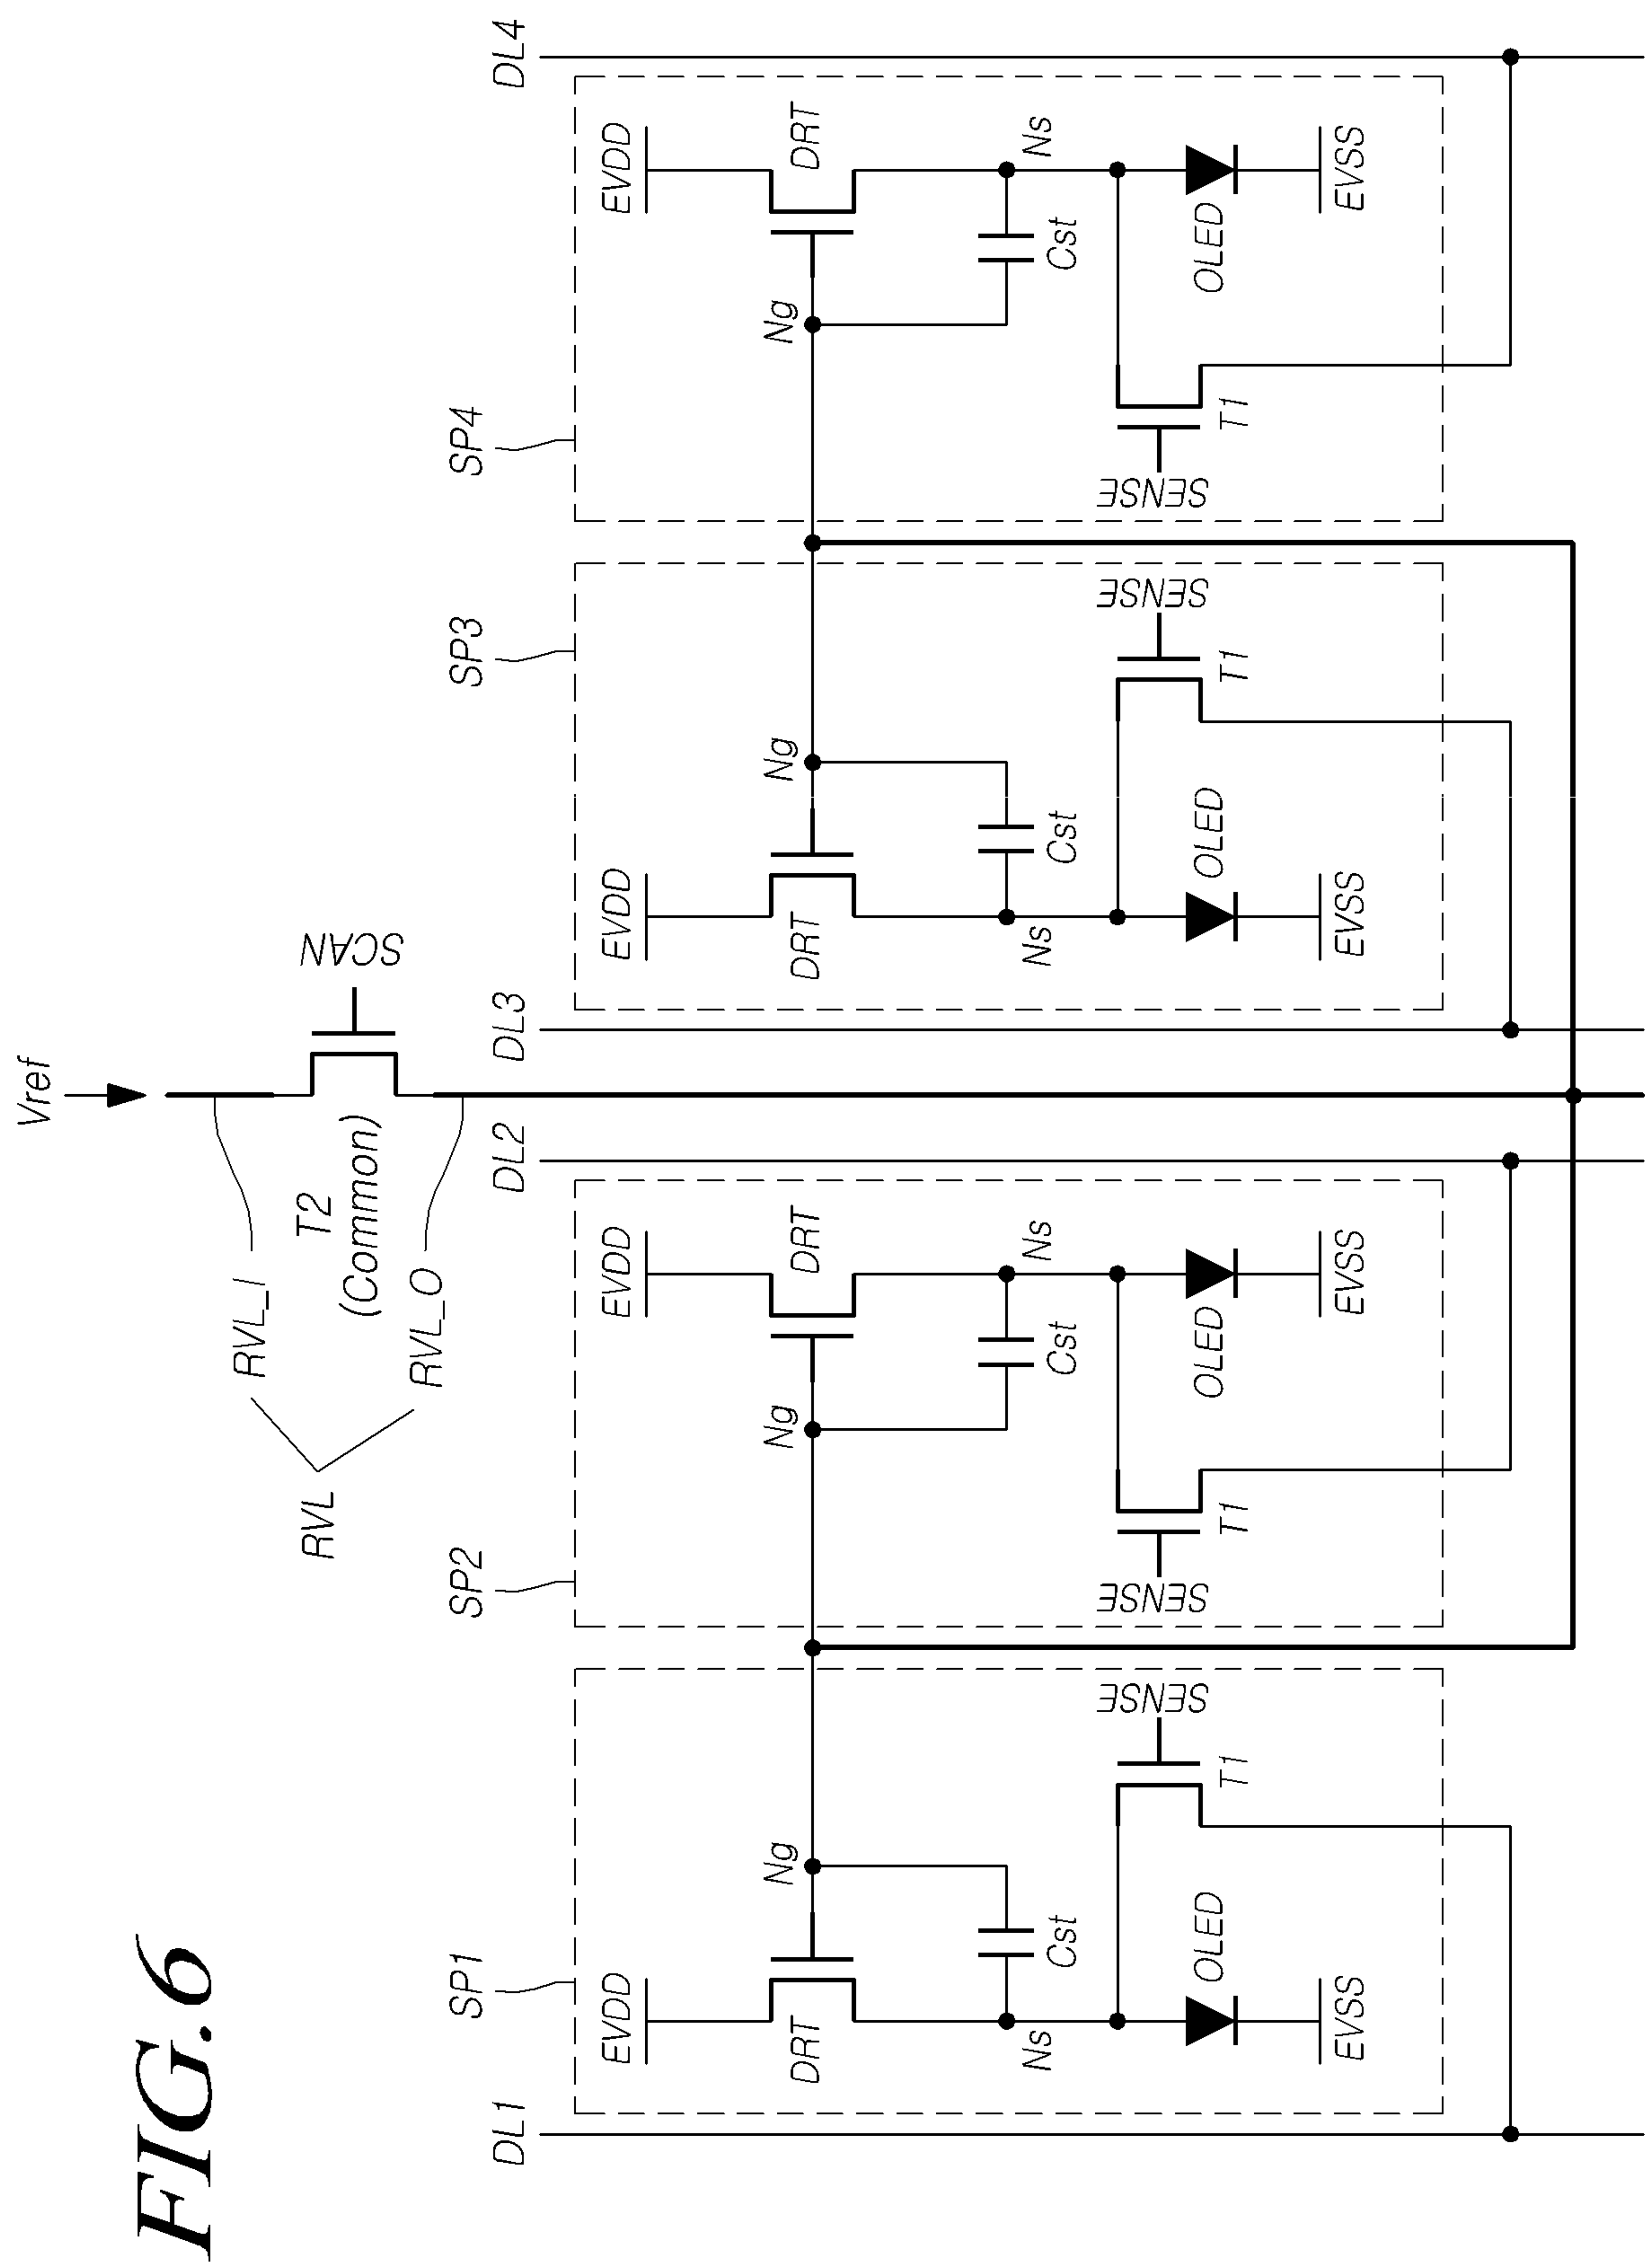 FIG.6
Vref
SCAN
T2
(Common)
RVL_I
RVL_O
RVL
DL1
DL2
DL3
DL4
SP1
EVDD
DRT
Ng
Cst
Ns
SENSE
T1
OLED
EVSS
SP2
EVDD
DRT
Ng
Cst
Ns
SENSE
T1
OLED
EVSS
SP3
EVDD
DRT
Ng
Cst
Ns
SENSE
T1
OLED
EVSS
SP4
EVDD
DRT
Ng
Cst
Ns
SENSE
T1
OLED
EVSS